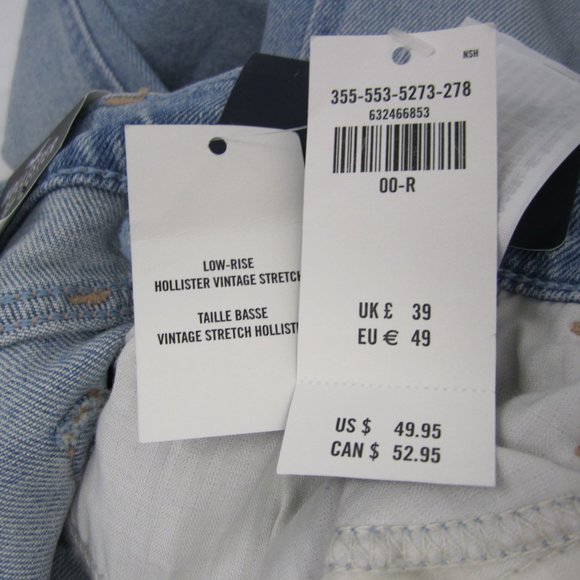 NSH
355-553-5273-278
632466853
00-R
LOW-RISE
HOLLISTER VINTAGE STRETCH
TAILLE BASSE
VINTAGE STRETCH
UK £ 39
EU € 49
US $ 49.95
CAN $ 52.95